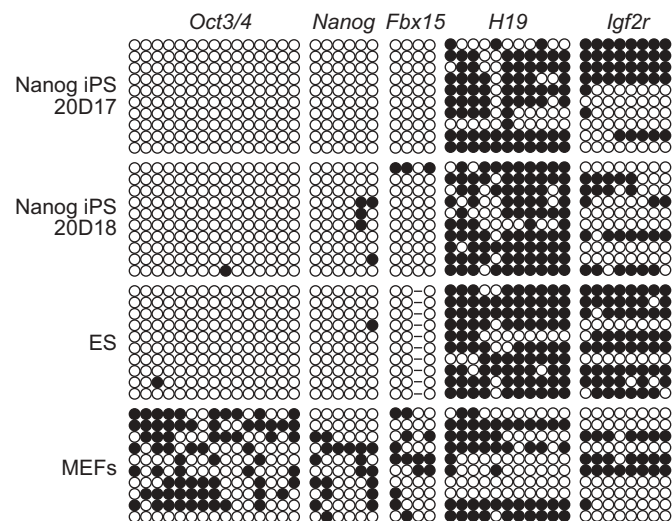 Oct3/4 Nanog Fbx15 H19 Igf2r
Nanog iPS
20D17
Nanog iPS
20D18
ES
MEFs